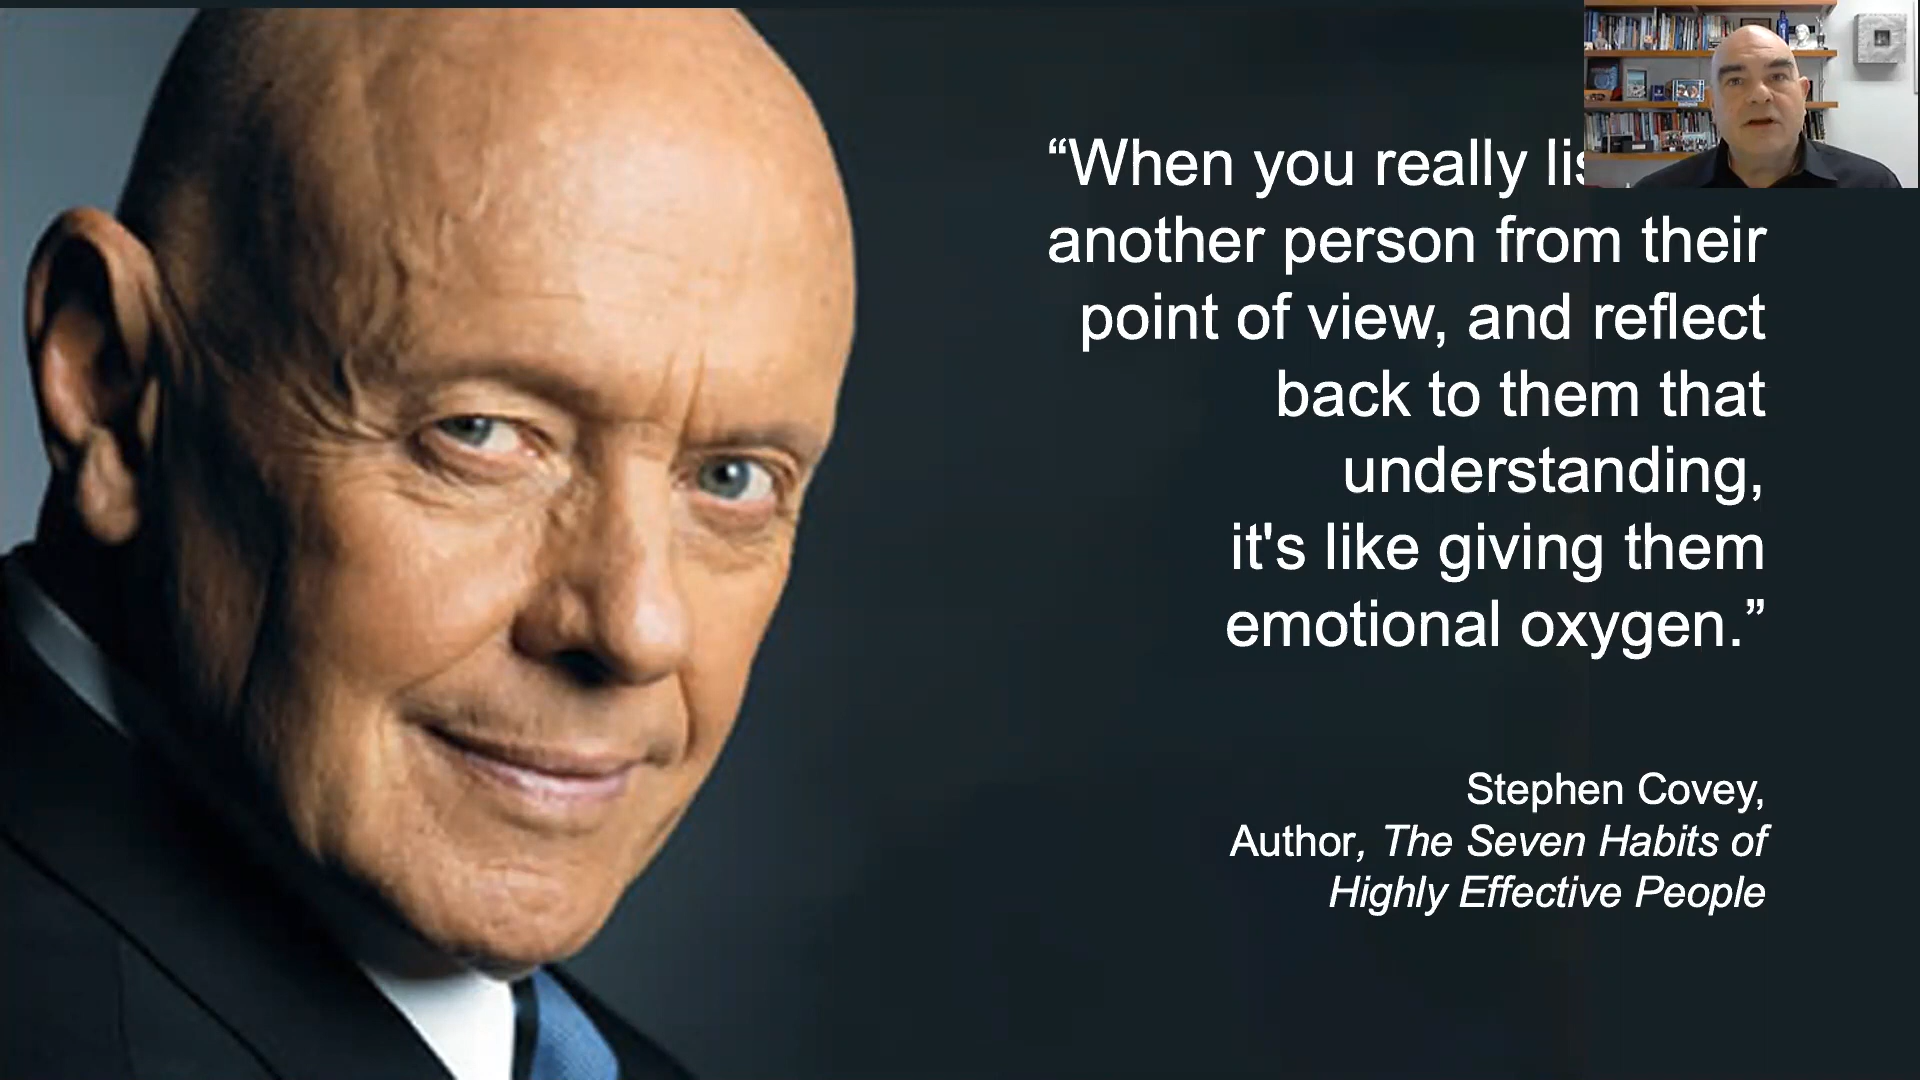 “When you really
another person from their
point of view, and reflect
back to them that
understanding,
it's like giving them
emotional oxygen.”
Stephen Covey,
Author, The Seven Habits of
Highly Effective People